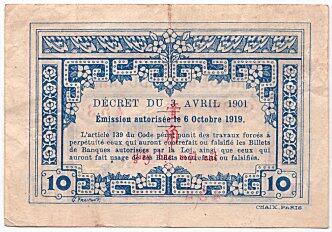 DÉCRET DU 3 AVRIL 1901
Émission autorisée le 6 Octobre 1919.
L'article 139 du Code pénal punit des travaux forcés à
perpétuité ceux qui auront contrefait ou falsifié les Billets
de Banques autorisées par la Loi, ainsi que ceux qui
auront fait usage de ces Billets contrefaits ou falsifiés.
10 10
CHAIX, PARIS